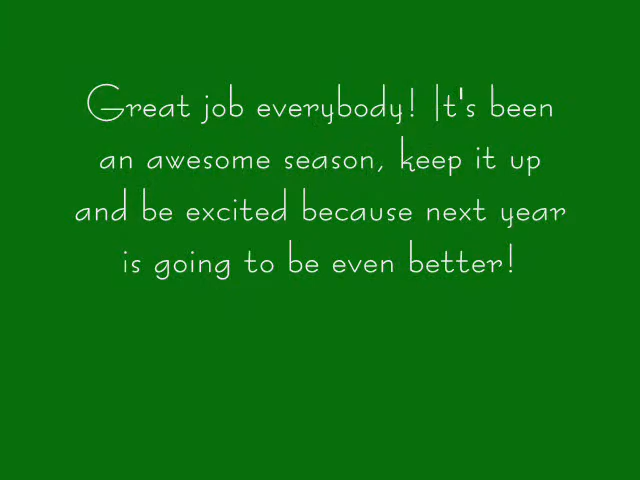 Great job everybody! It's been
an awesome season, keep it up
and be excited because next year
is going to be even better!